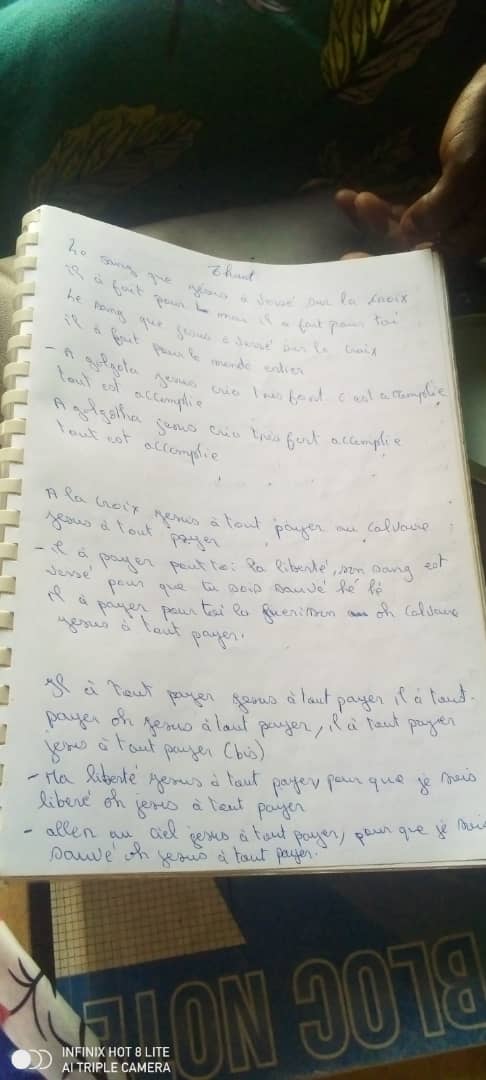 Chant
Le sang que jésus à versé sur la croix
il à fait pour moi il a fait pour toi
Le sang que jesus à versé sur la croix
il à fait pour le monde entier
- A golgota jesus cria très fort c est accomplie
tout est accomplie
A golgotha jesus cria très fort accomplie
tout est accomplie
A la croix jesus à tout payer au calvaire
jesus à tout payer
- il à payer pour toi la liberté, son sang est
versé pour que tu sois sauvé hé hé
il à payer pour toi la guerison oh calvaire
jesus à tout payer.
Il à tout payer jesus à tout payer il à tout
payer oh jesus à tout payer, il à tout payer
jesus à tout payer (bis)
- Ma liberté jesus à tout payer, pour que je sois
liberé oh jesus à tout payer
- allen au ciel jesus à tout payer, pour que je sois
sauvé oh jesus à tout payer.
BLOC NOTE
INFINIX HOT 8 LITE
AI TRIPLE CAMERA